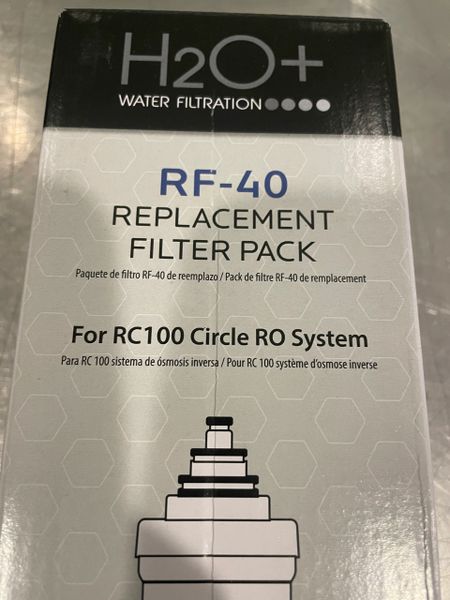 H2O+
WATER FILTRATION
RF-40
REPLACEMENT
FILTER PACK
Paquete de filtro RF-40 de reemplazo / Pack de filtre RF-40 de remplacement
For RC100 Circle RO System
Para RC 100 sistema de ósmosis inversa / Pour RC 100 système d'osmose inverse